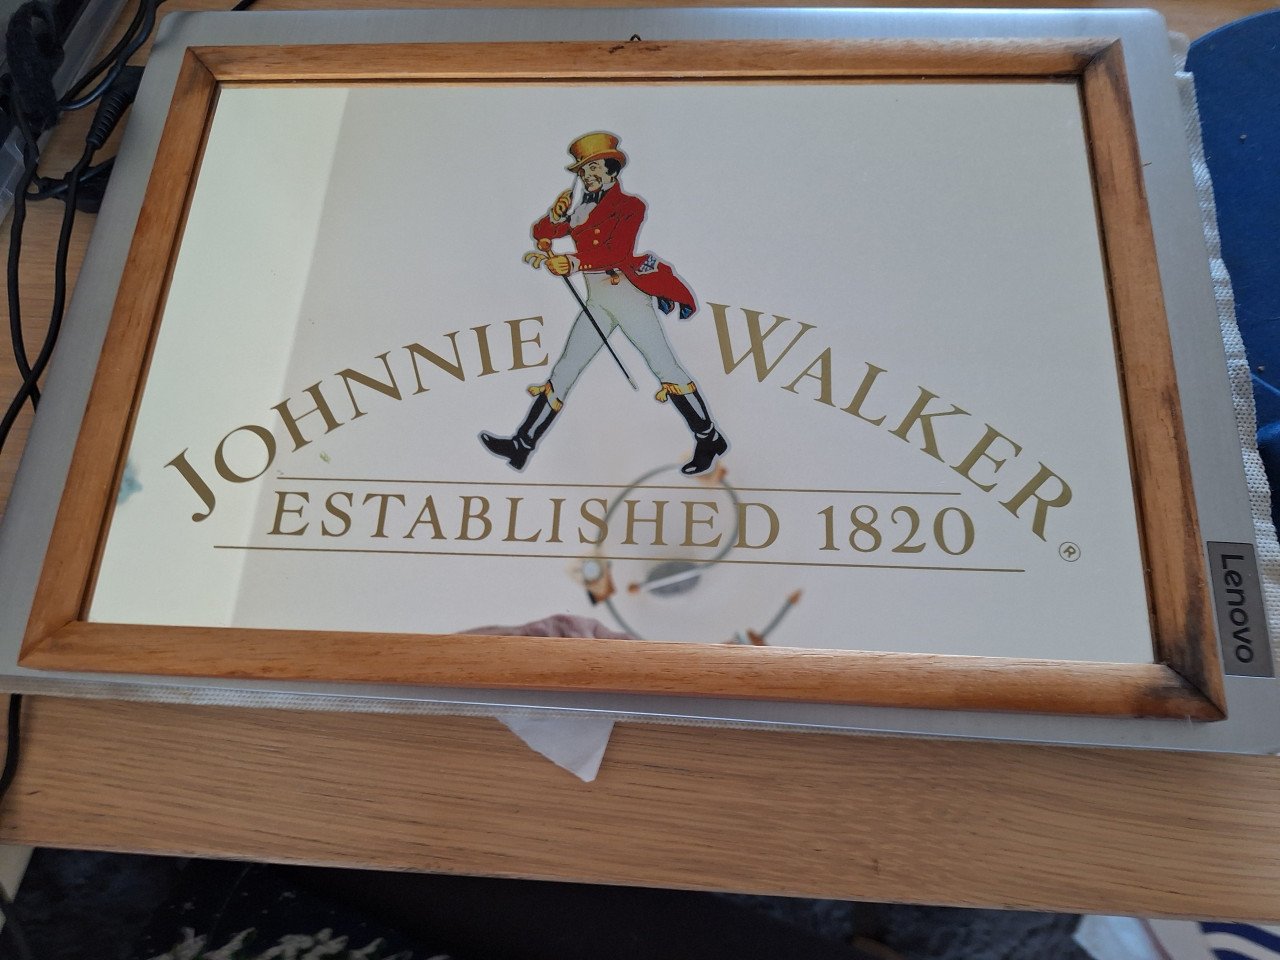 JOHNNIE WALKER ®
ESTABLISHED 1820
Lenovo